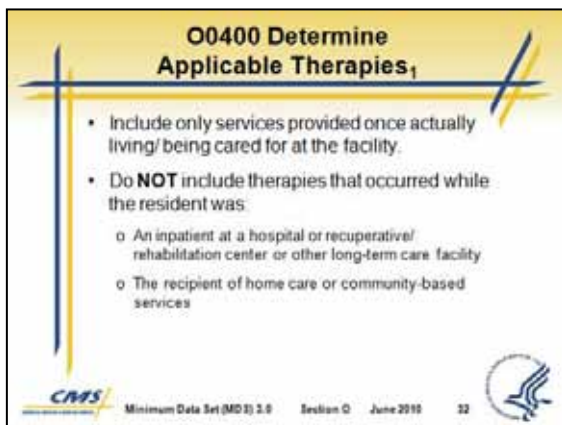 O0400 Determine
Applicable Therapies1
• Include only services provided once actually
living/ being cared for at the facility.
• Do NOT include therapies that occurred while
the resident was:
o An inpatient at a hospital or recuperative/
rehabilitation center or other long-term care facility
o The recipient of home care or community-based
services
CMS
Minimum Data Set (MDS) 3.0 Section O June 2010 32